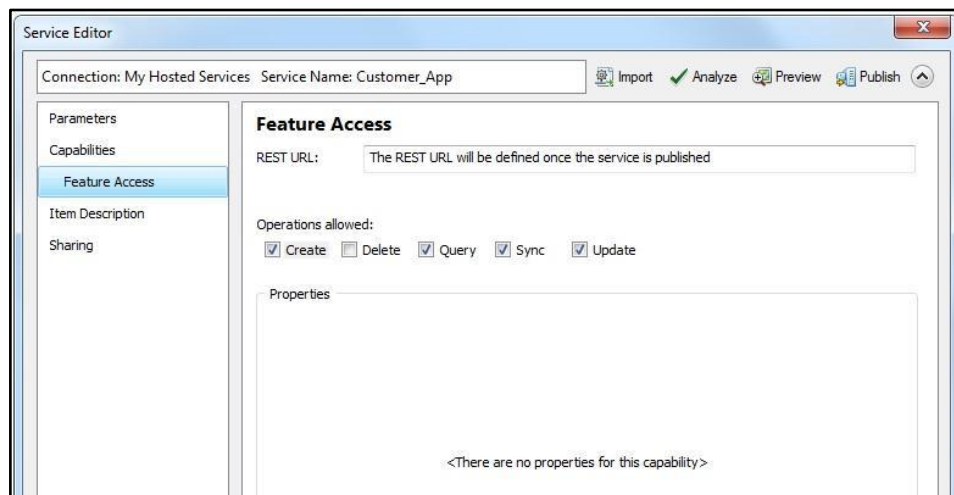 Service Editor
Connection: My Hosted Services Service Name: Customer_App
Import Analyze Preview Publish
Parameters
Capabilities
Feature Access
Item Description
Sharing
Feature Access
REST URL: The REST URL will be defined once the service is published
Operations allowed:
Create Delete Query Sync Update
Properties
<There are no properties for this capability>